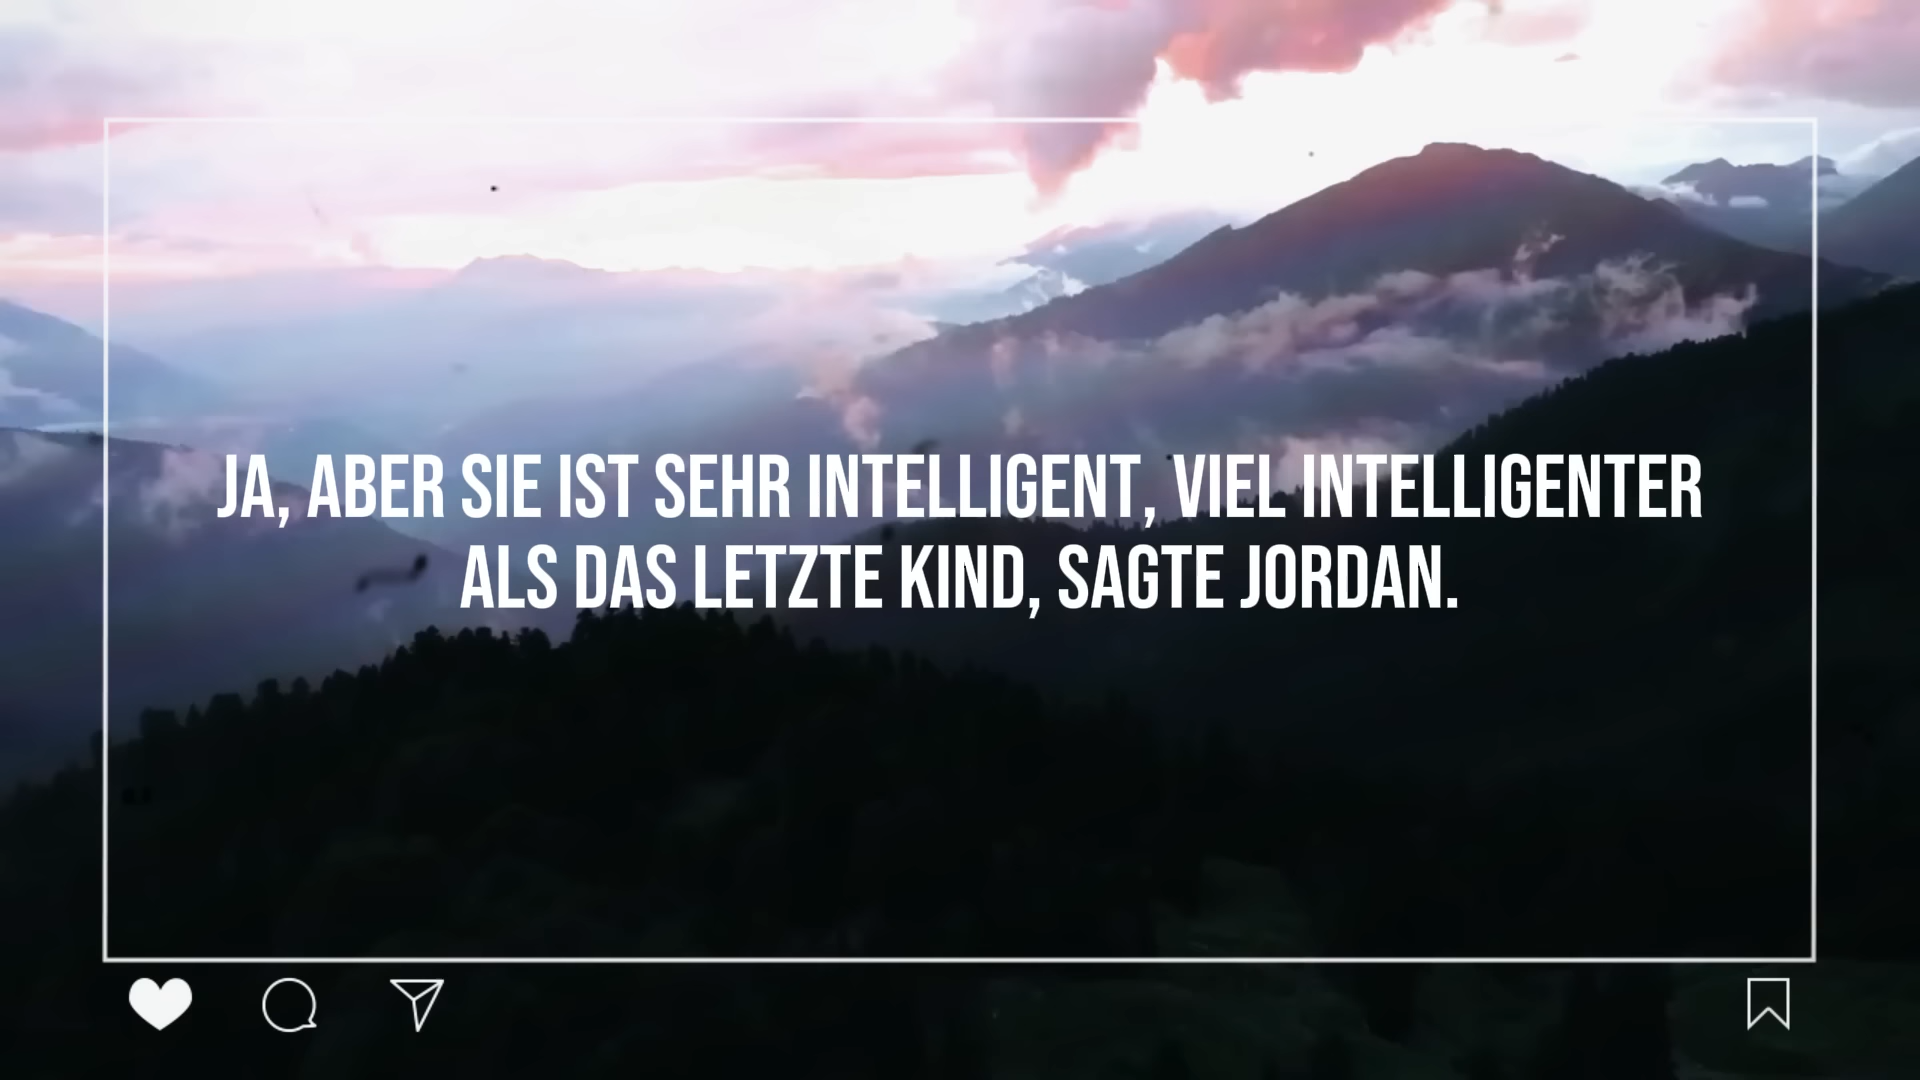 JA, ABER SIE IST SEHR INTELLIGENT, VIEL INTELLIGENTER
ALS DAS LETZTE KIND, SAGTE JORDAN.